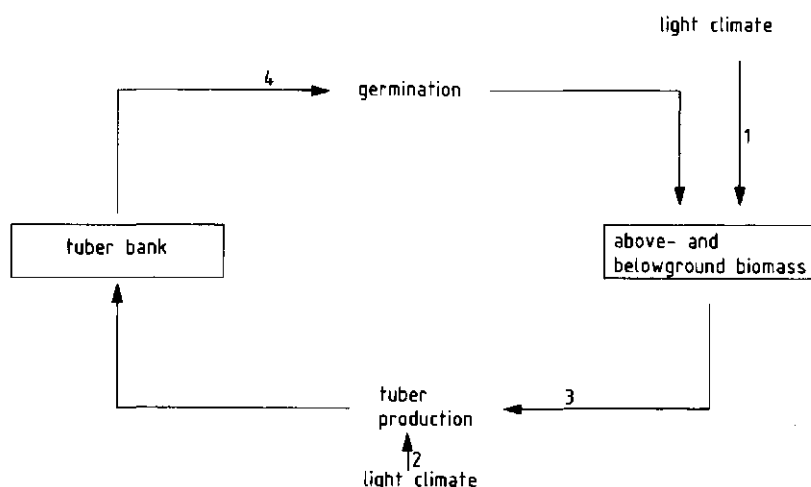 light climate
4
germination
1
tuber bank
above- and
belowground biomass
tuber
production
3
2
light climate